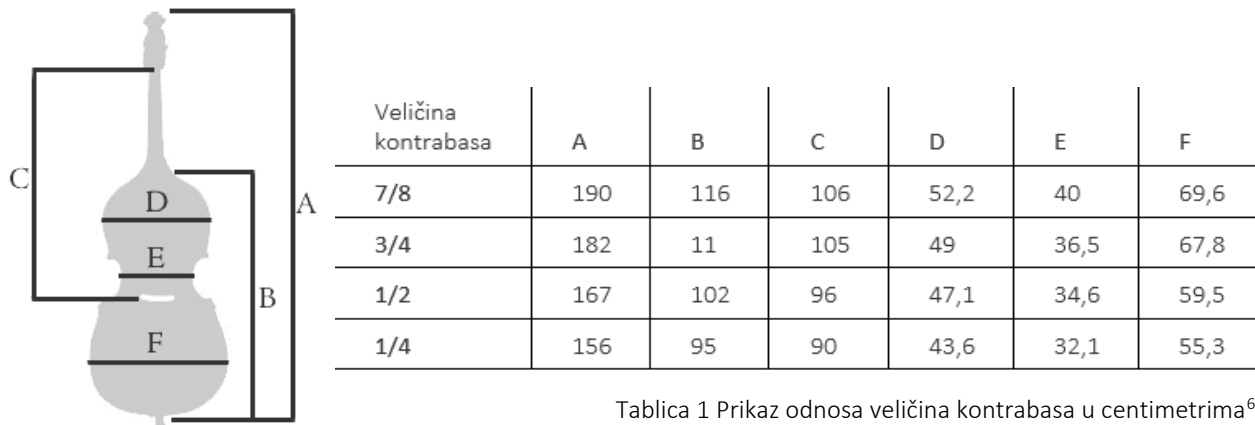 A
C
D
E
B
F
Veličina
kontrabasa A B C D E F
7/8 190 116 106 52,2 40 69,6
3/4 182 11 105 49 36,5 67,8
1/2 167 102 96 47,1 34,6 59,5
1/4 156 95 90 43,6 32,1 55,3
Tablica 1 Prikaz odnosa veličina kontrabasa u centimetrima⁶